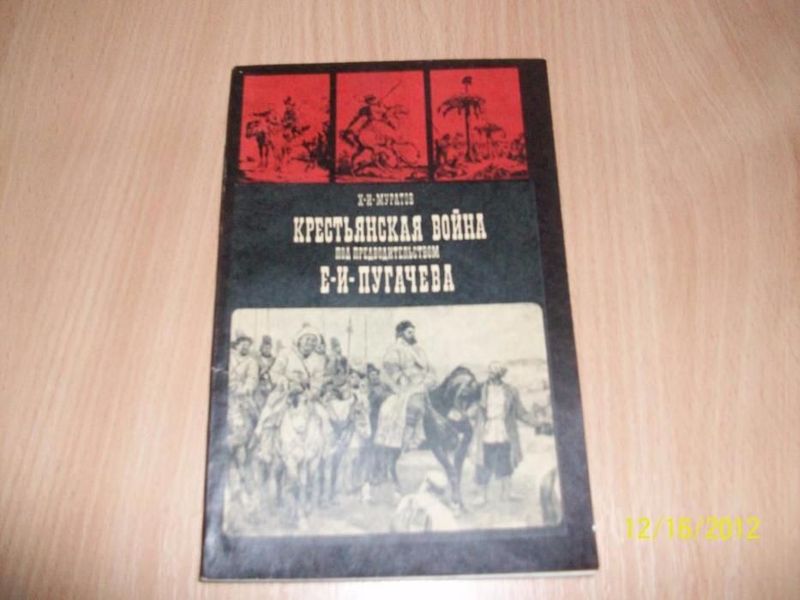 Х-И-МУРАТОВ
КРЕСТЬЯНСКАЯ ВОЙНА
ПОД ПРЕДВОДИТЕЛЬСТВОМ
Е-И-ПУГАЧЕВА
12/16/2012